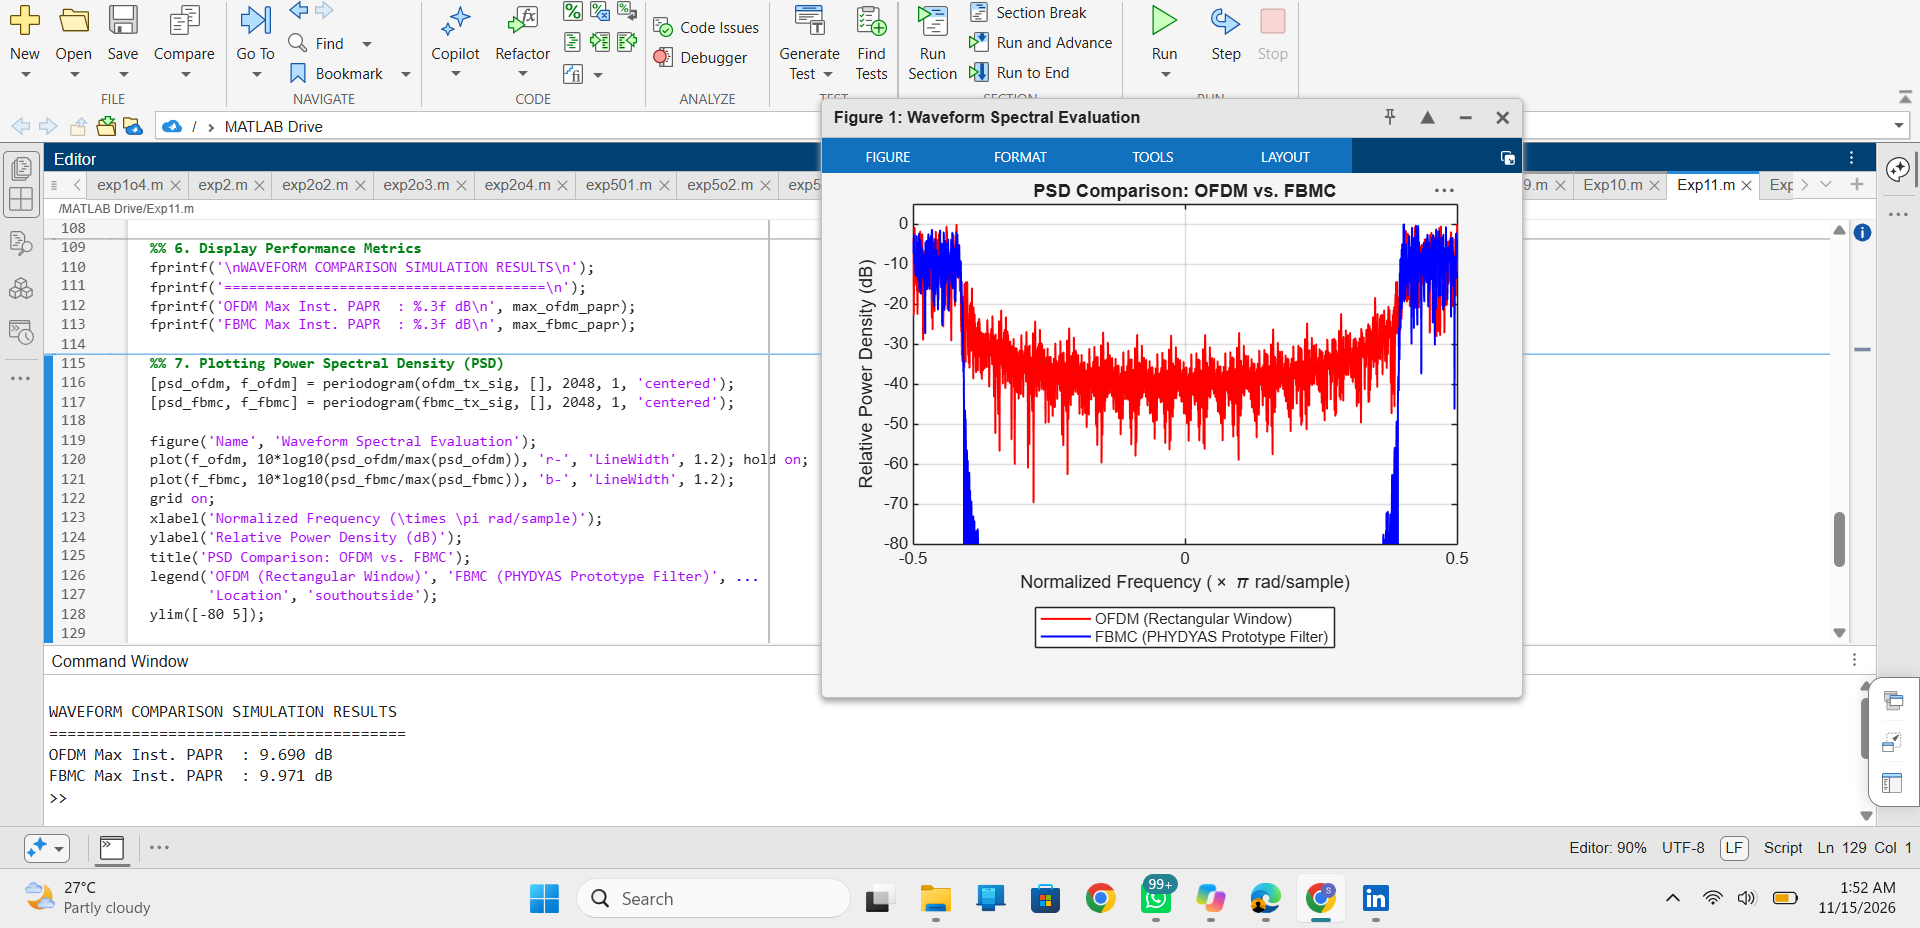 New
Open
Save
Compare
FILE
Go To
Find
Bookmark
NAVIGATE
Copilot
Refactor
CODE
Code Issues
Debugger
ANALYZE
Generate
Test
Find
Tests
TEST
Run
Section
Section Break
Run and Advance
Run to End
SECTION
Run
Step
Stop
RUN
/ › MATLAB Drive
Figure 1: Waveform Spectral Evaluation
FIGURE FORMAT TOOLS LAYOUT
Editor
exp1o4.m exp2.m exp2o2.m exp2o3.m exp2o4.m exp501.m exp5o2.m exp5
9.m Exp10.m Exp11.m Exp
/MATLAB Drive/Exp11.m
108
109 %% 6. Display Performance Metrics
110 fprintf('\nWAVEFORM COMPARISON SIMULATION RESULTS\n');
111 fprintf('======================================\n');
112 fprintf('OFDM Max Inst. PAPR  : %.3f dB\n', max_ofdm_papr);
113 fprintf('FBMC Max Inst. PAPR  : %.3f dB\n', max_fbmc_papr);
114
115 %% 7. Plotting Power Spectral Density (PSD)
116 [psd_ofdm, f_ofdm] = periodogram(ofdm_tx_sig, [], 2048, 1, 'centered');
117 [psd_fbmc, f_fbmc] = periodogram(fbmc_tx_sig, [], 2048, 1, 'centered');
118
119 figure('Name', 'Waveform Spectral Evaluation');
120 plot(f_ofdm, 10*log10(psd_ofdm/max(psd_ofdm)), 'r-', 'LineWidth', 1.2); hold on;
121 plot(f_fbmc, 10*log10(psd_fbmc/max(psd_fbmc)), 'b-', 'LineWidth', 1.2);
122 grid on;
123 xlabel('Normalized Frequency (\times \pi rad/sample)');
124 ylabel('Relative Power Density (dB)');
125 title('PSD Comparison: OFDM vs. FBMC');
126 legend('OFDM (Rectangular Window)', 'FBMC (PHYDYAS Prototype Filter)', ...
127 'Location', 'southoutside');
128 ylim([-80 5]);
129
PSD Comparison: OFDM vs. FBMC
Relative Power Density (dB)
0
-10
-20
-30
-40
-50
-60
-70
-80
-0.5 0 0.5
Normalized Frequency ( × π rad/sample)
OFDM (Rectangular Window)
FBMC (PHYDYAS Prototype Filter)
Command Window
WAVEFORM COMPARISON SIMULATION RESULTS
======================================
OFDM Max Inst. PAPR  : 9.690 dB
FBMC Max Inst. PAPR  : 9.971 dB
>>
Editor: 90% UTF-8 LF Script Ln 129 Col 1
27°C
Partly cloudy
Search
99+
1:52 AM
11/15/2026